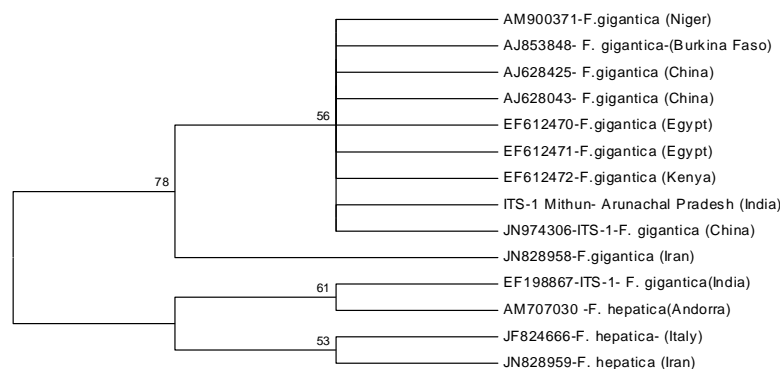 AM900371-F.gigantica (Niger)
AJ853848- F. gigantica-(Burkina Faso)
AJ628425- F.gigantica (China)
AJ628043- F.gigantica (China)
56
EF612470-F.gigantica (Egypt)
EF612471-F.gigantica (Egypt)
EF612472-F.gigantica (Kenya)
78
ITS-1 Mithun- Arunachal Pradesh (India)
JN974306-ITS-1-F. gigantica (China)
JN828958-F.gigantica (Iran)
EF198867-ITS-1- F. gigantica(India)
61
AM707030 -F. hepatica(Andorra)
JF824666-F. hepatica- (Italy)
53
JN828959-F. hepatica (Iran)